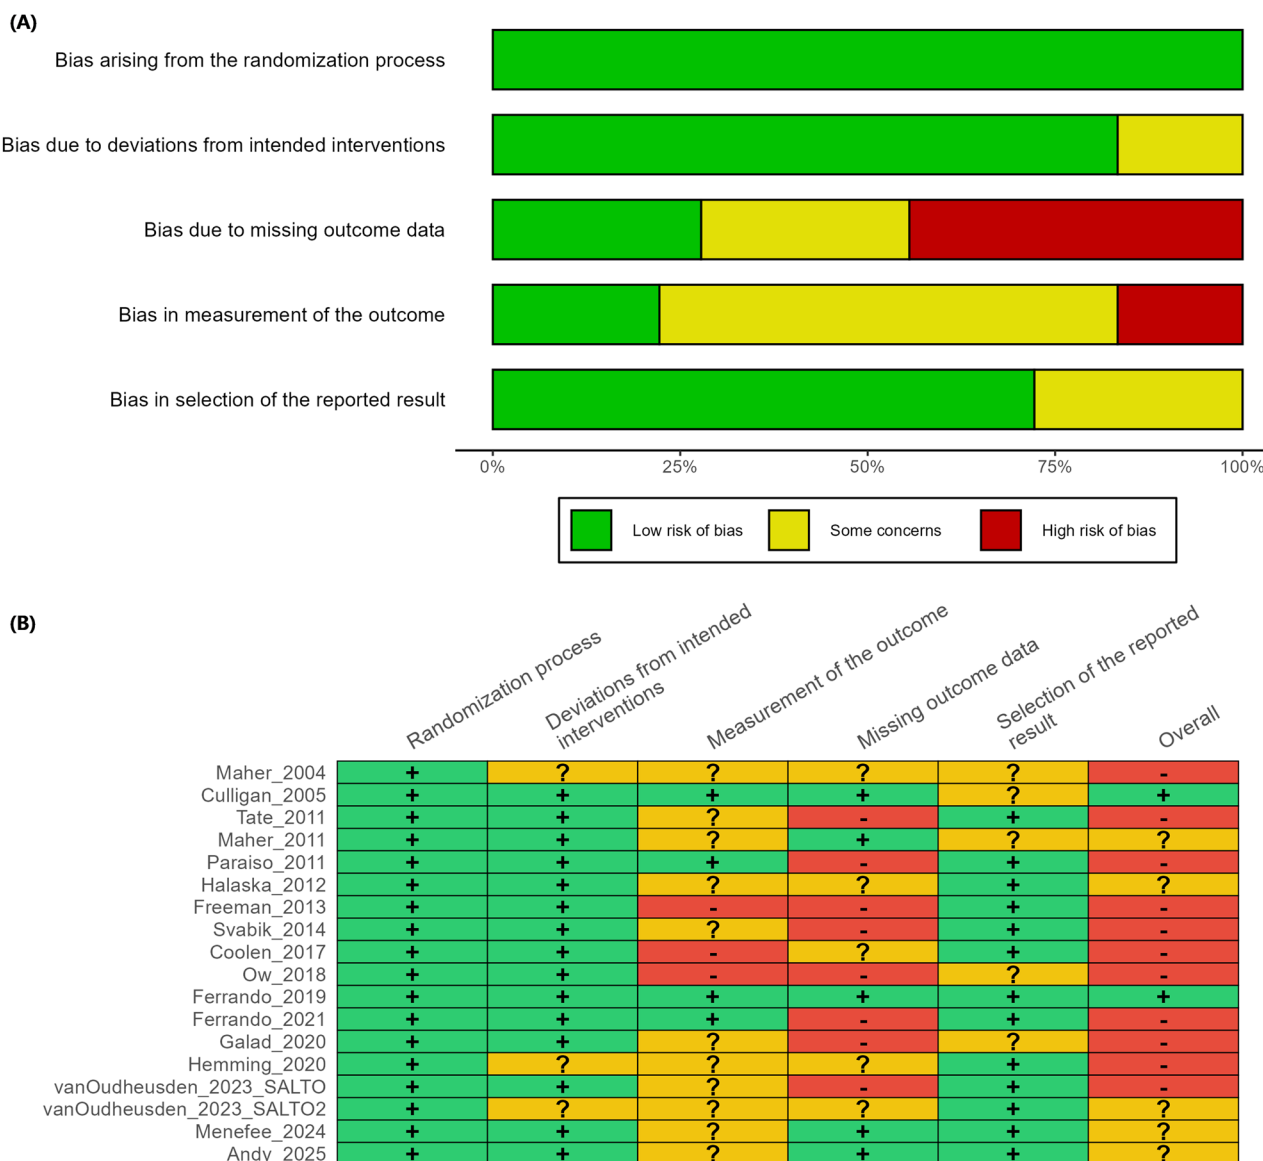 (A)
Bias arising from the randomization process
Bias due to deviations from intended interventions
Bias due to missing outcome data
Bias in measurement of the outcome
Bias in selection of the reported result
0% 25% 50% 75% 100%
Low risk of bias Some concerns High risk of bias
(B)
Randomization process
Deviations from intended
interventions
Measurement of the outcome
Missing outcome data
Selection of the reported
result
Overall
Maher_2004 + ? ? ? ? -
Culligan_2005 + + + + ? +
Tate_2011 + + ? - + -
Maher_2011 + + ? + ? ?
Paraiso_2011 + + + - + -
Halaska_2012 + + ? ? + ?
Freeman_2013 + + - - + -
Svabik_2014 + + ? - + -
Coolen_2017 + + - ? + -
Ow_2018 + + - - ? -
Ferrando_2019 + + + + + +
Ferrando_2021 + + + - + -
Galad_2020 + + ? - ? -
Hemming_2020 + ? ? ? + -
vanOudheusden_2023_SALTO + + ? - + -
vanOudheusden_2023_SALTO2 + ? ? ? + ?
Menefee_2024 + + ? + + ?
Andy_2025 + + ? + + ?